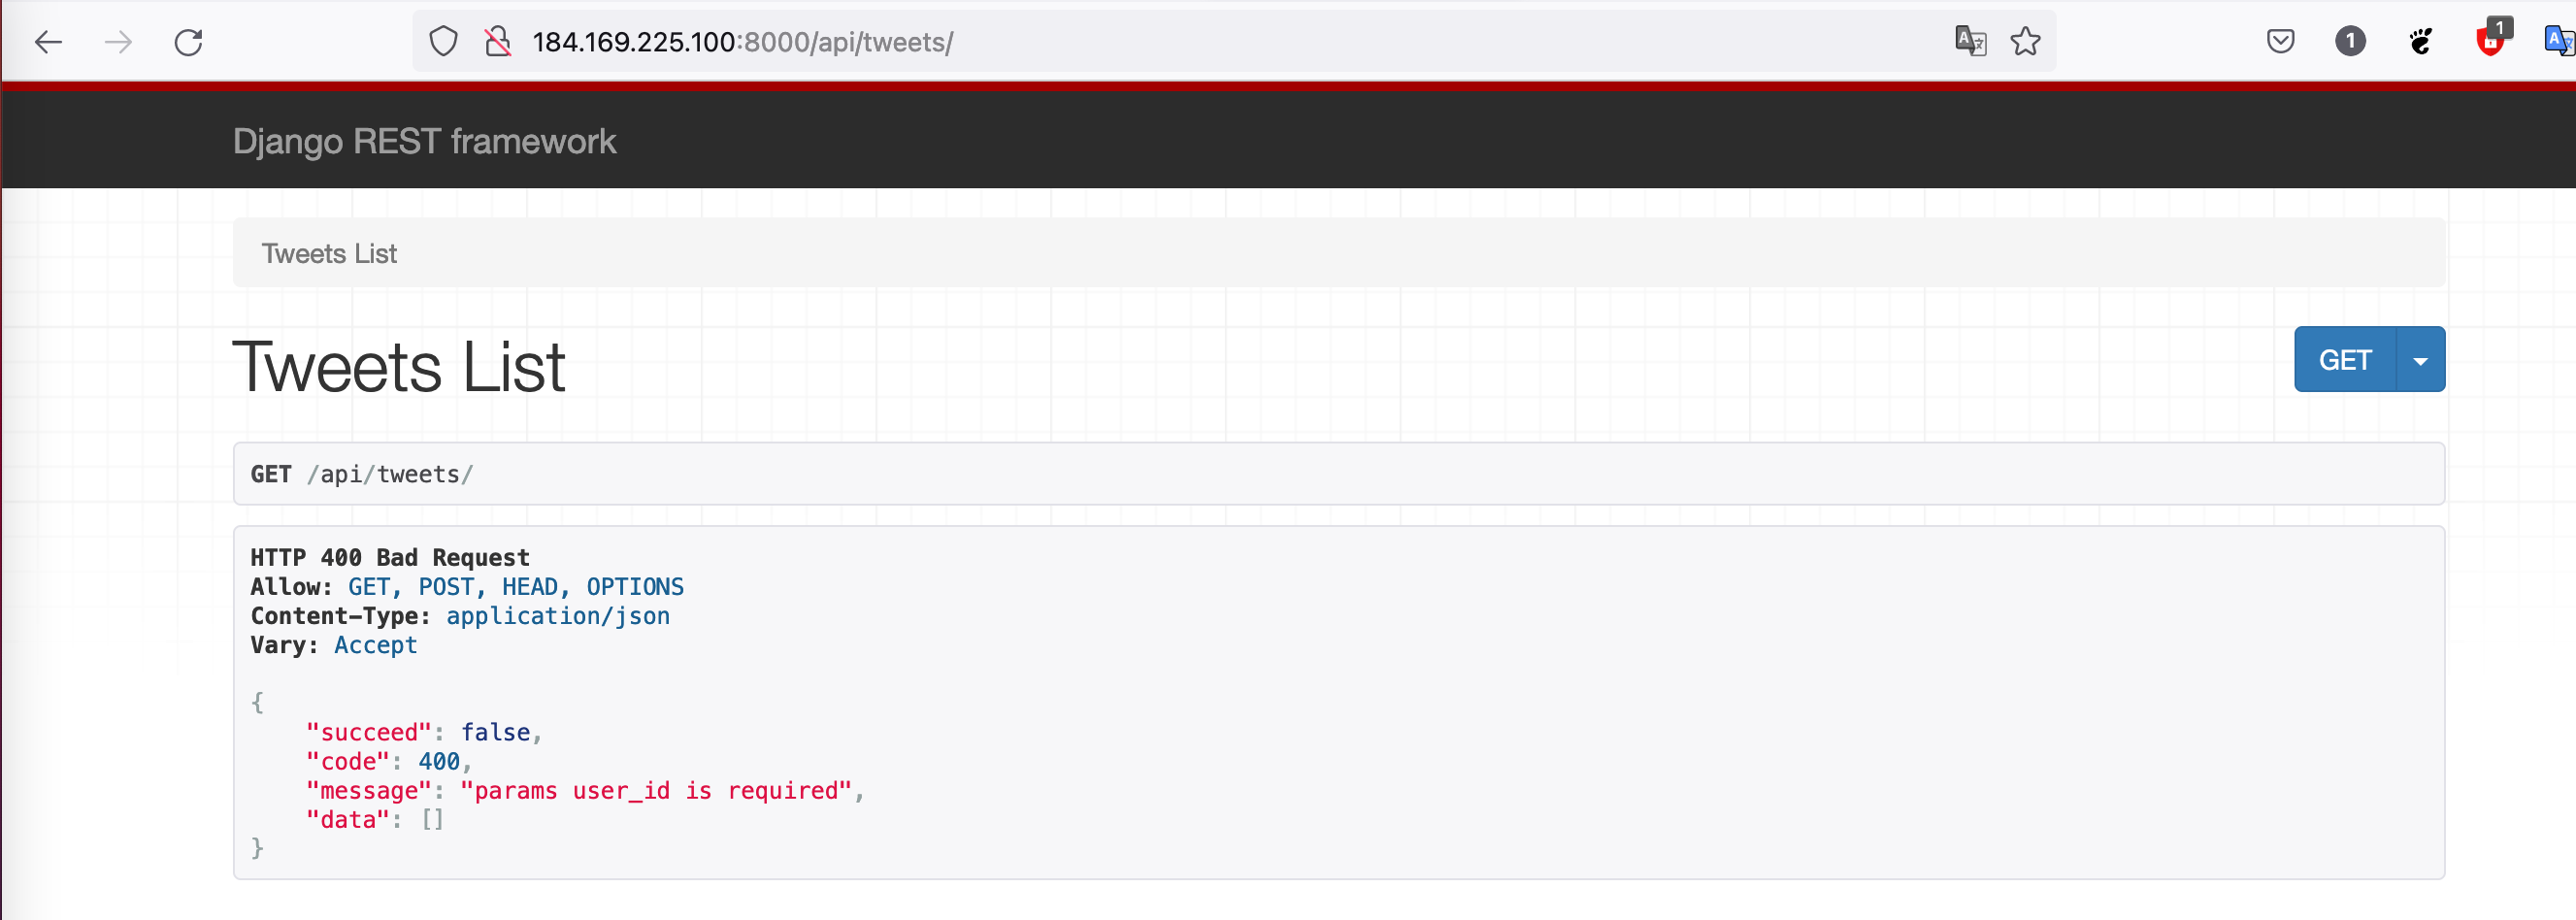 184.169.225.100:8000/api/tweets/
1
1
Django REST framework
Tweets List
Tweets List
GET
GET /api/tweets/
HTTP 400 Bad Request
Allow: GET, POST, HEAD, OPTIONS
Content-Type: application/json
Vary: Accept
{
    "succeed": false,
    "code": 400,
    "message": "params user_id is required",
    "data": []
}